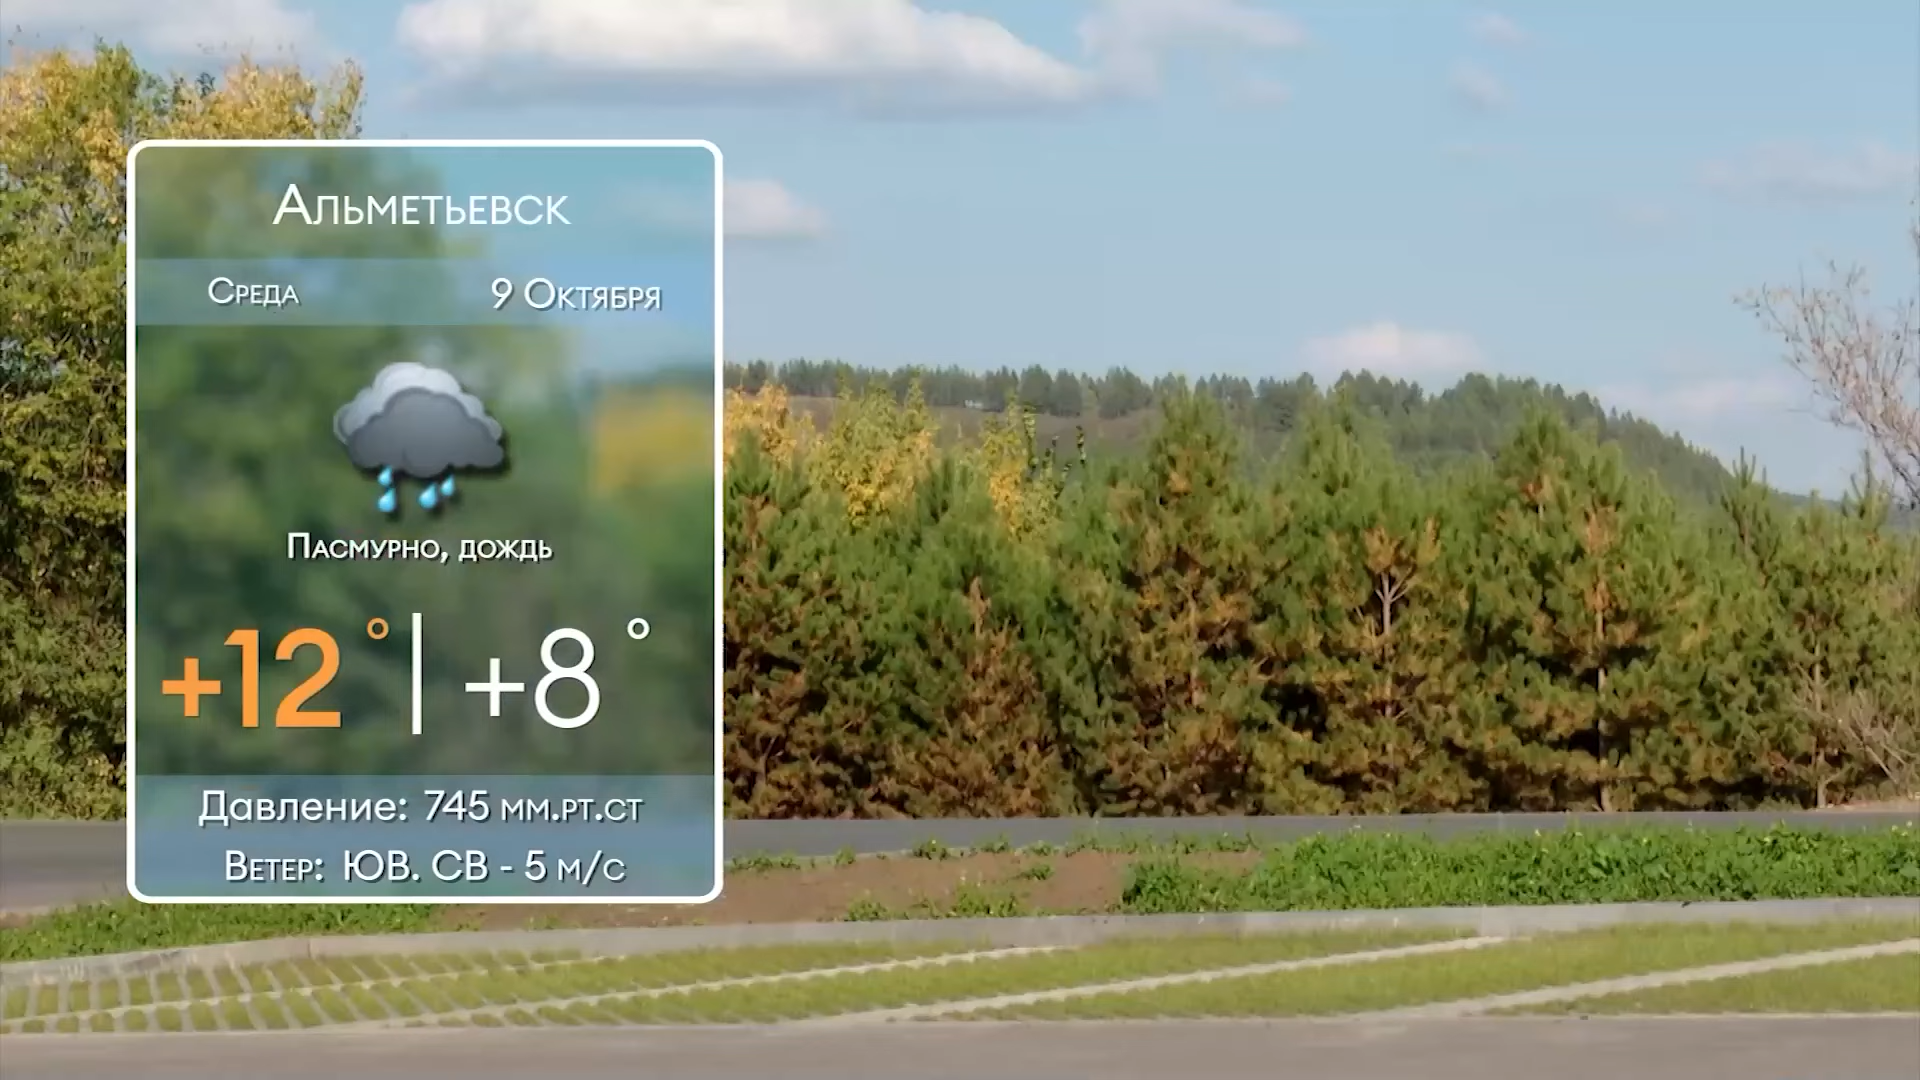 Альметьевск
Среда 9 Октября
Пасмурно, дождь
+12° | +8°
Давление: 745 мм.рт.ст
Ветер: ЮВ. СВ - 5 м/с